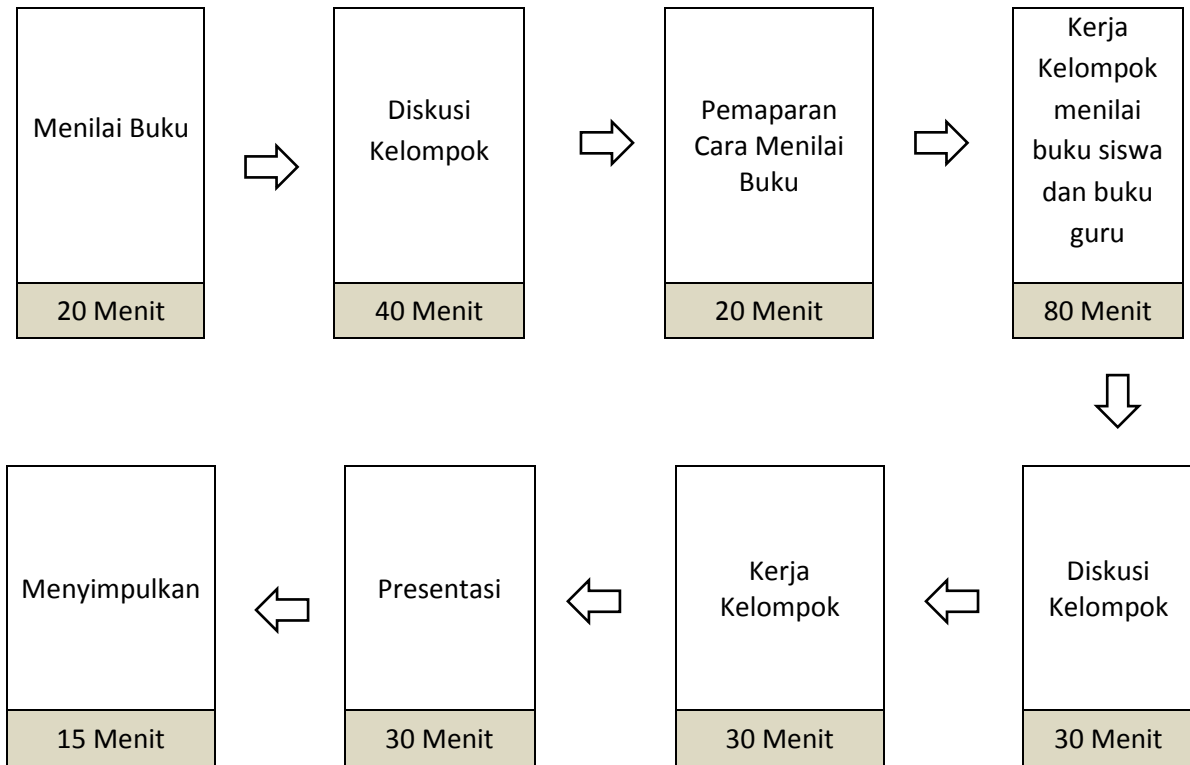 Menilai Buku
20 Menit
Diskusi
Kelompok
40 Menit
Pemaparan
Cara Menilai
Buku
20 Menit
Kerja
Kelompok
menilai
buku siswa
dan buku
guru
80 Menit
Diskusi
Kelompok
30 Menit
Kerja
Kelompok
30 Menit
Presentasi
30 Menit
Menyimpulkan
15 Menit